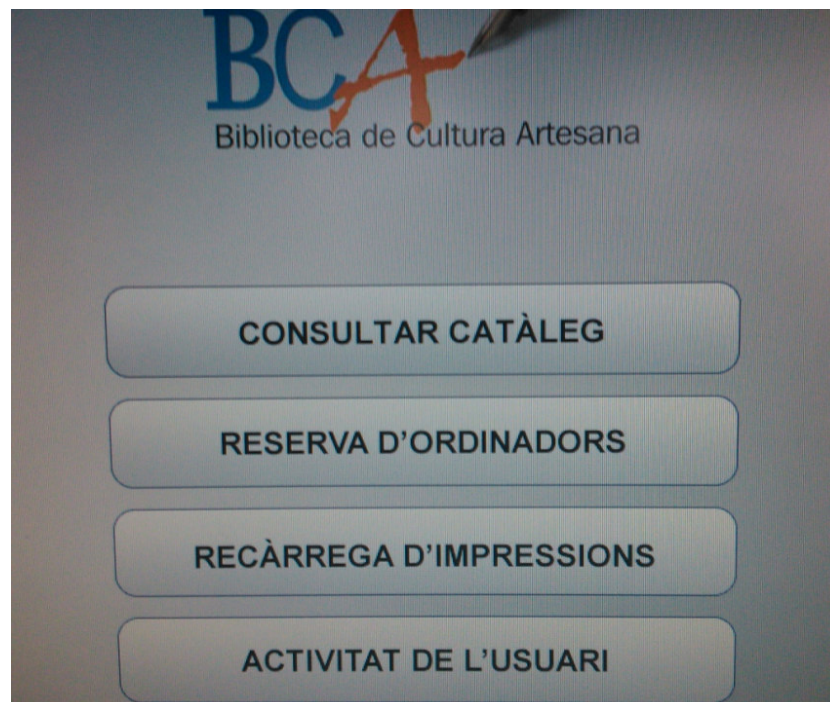 BCA
Biblioteca de Cultura Artesana
CONSULTAR CATÀLEG
RESERVA D'ORDINADORS
RECÀRREGA D'IMPRESSIONS
ACTIVITAT DE L'USUARI